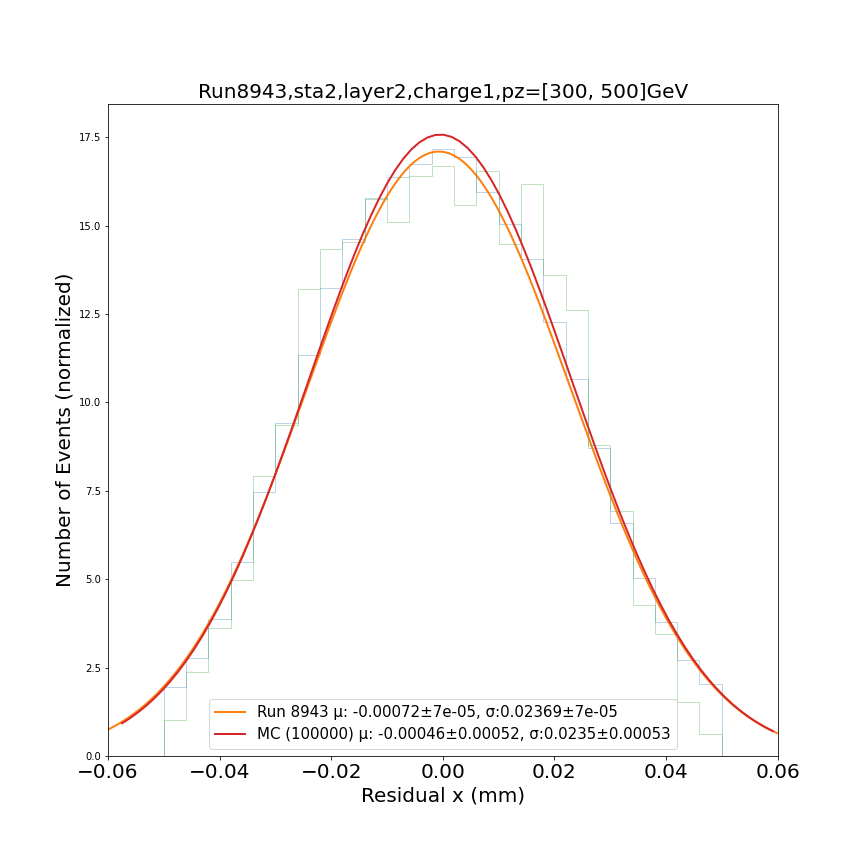 Run8943,sta2,layer2,charge1,pz=[300, 500]GeV
Number of Events (normalized)
17.5
15.0
12.5
10.0
7.5
5.0
2.5
0.0
Run 8943 μ: -0.00072±7e-05, σ:0.02369±7e-05
MC (100000) μ: -0.00046±0.00052, σ:0.0235±0.00053
−0.06 −0.04 −0.02 0.00 0.02 0.04 0.06
Residual x (mm)